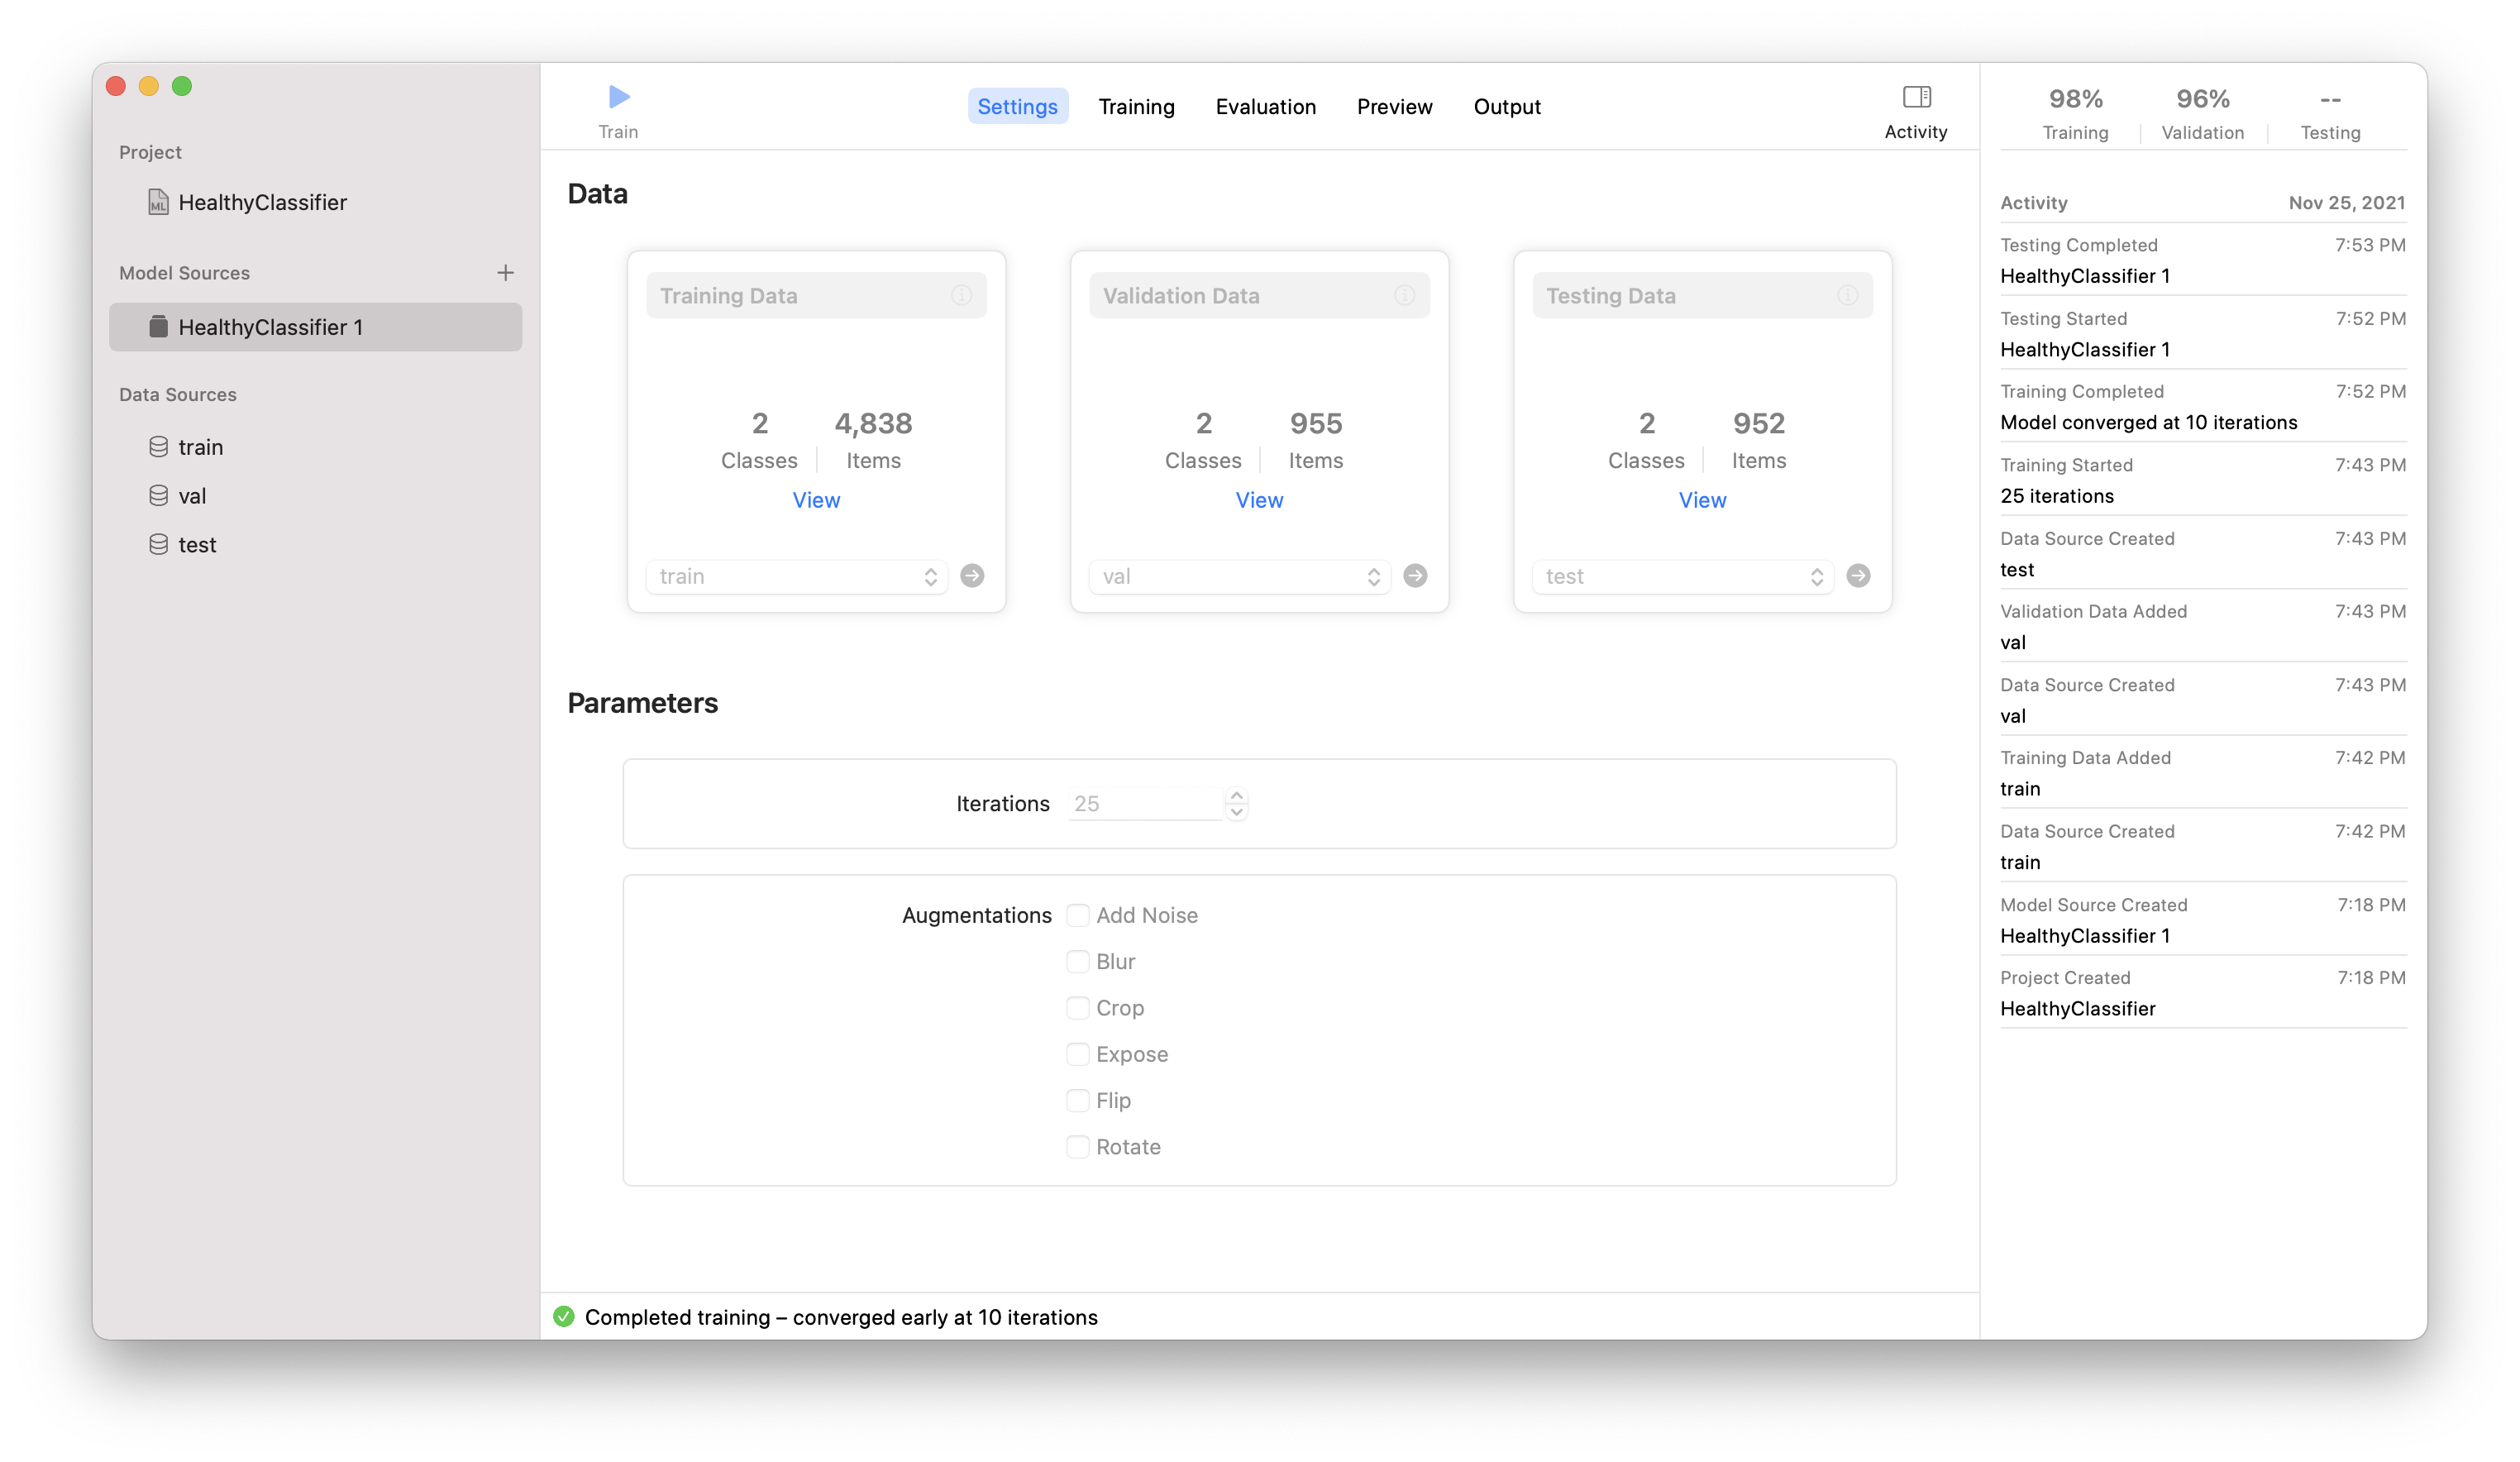 Project
HealthyClassifier
Model Sources
HealthyClassifier 1
Data Sources
train
val
test
Train
Settings Training Evaluation Preview Output
Activity
Data
Training Data
2 4,838
Classes Items
View
train
Validation Data
2 955
Classes Items
View
val
Testing Data
2 952
Classes Items
View
test
Parameters
Iterations 25
Augmentations Add Noise
Blur
Crop
Expose
Flip
Rotate
Completed training – converged early at 10 iterations
98% 96% --
Training Validation Testing
Activity Nov 25, 2021
Testing Completed 7:53 PM
HealthyClassifier 1
Testing Started 7:52 PM
HealthyClassifier 1
Training Completed 7:52 PM
Model converged at 10 iterations
Training Started 7:43 PM
25 iterations
Data Source Created 7:43 PM
test
Validation Data Added 7:43 PM
val
Data Source Created 7:43 PM
val
Training Data Added 7:42 PM
train
Data Source Created 7:42 PM
train
Model Source Created 7:18 PM
HealthyClassifier 1
Project Created 7:18 PM
HealthyClassifier